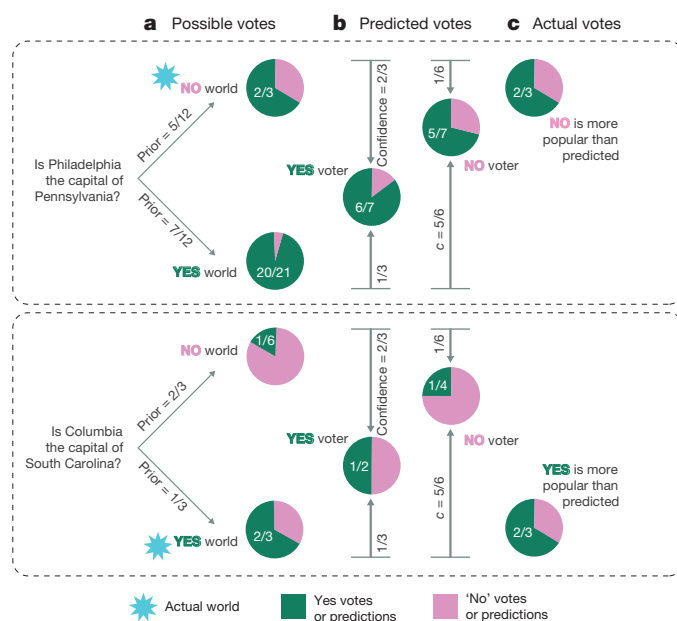 a Possible votes
b Predicted votes
c Actual votes
NO world
2/3
Prior = 5/12
Is Philadelphia
the capital of
Pennsylvania?
Prior = 7/12
YES world
20/21
Confidence = 2/3
YES voter
6/7
1/3
1/6
5/7
NO voter
c = 5/6
2/3
NO is more
popular than
predicted
NO world
1/6
Prior = 2/3
Is Columbia
the capital of
South Carolina?
Prior = 1/3
YES world
2/3
Confidence = 2/3
YES voter
1/2
1/3
1/6
1/4
NO voter
c = 5/6
YES is more
popular than
predicted
2/3
Actual world
Yes votes
or predictions
'No' votes
or predictions